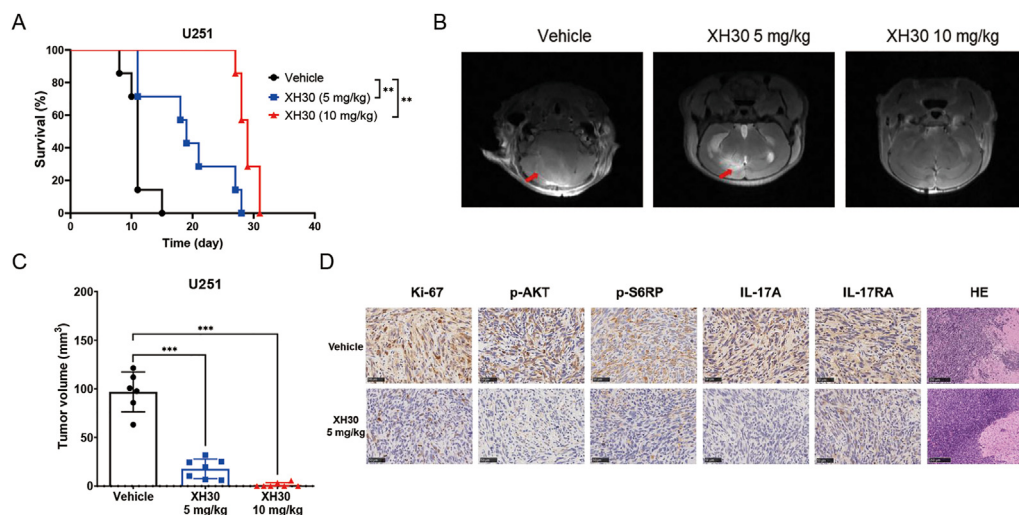 A
U251
100
80
60
40
20
0
Survival (%)
0 10 20 30 40
Time (day)
Vehicle
XH30 (5 mg/kg)
XH30 (10 mg/kg)
**
**
B
Vehicle XH30 5 mg/kg XH30 10 mg/kg
C
U251
200
150
100
50
0
Tumor volume (mm³)
***
***
Vehicle XH30 XH30
5 mg/kg 10 mg/kg
D
Ki-67 p-AKT p-S6RP IL-17A IL-17RA HE
Vehicle
XH30
5 mg/kg